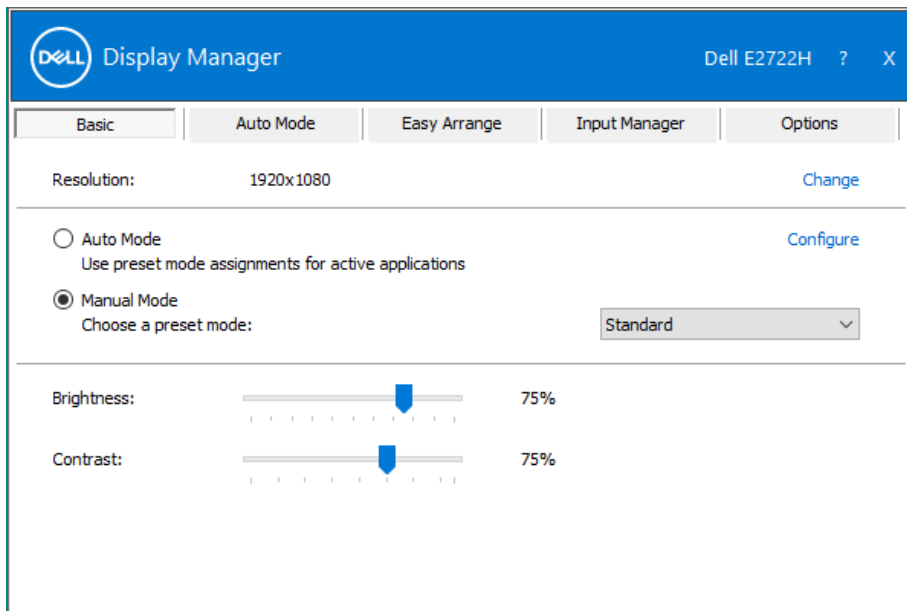 DELL Display Manager Dell E2722H ? X
Basic Auto Mode Easy Arrange Input Manager Options
Resolution: 1920x1080 Change
Auto Mode Configure
Use preset mode assignments for active applications
Manual Mode
Choose a preset mode: Standard
Brightness: 75%
Contrast: 75%